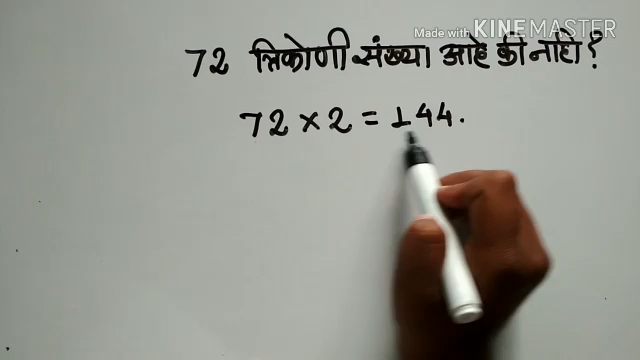 Made with KINEMASTER
72 त्रिकोणी संख्या आहे की नाही ?
72 × 2 = 144.